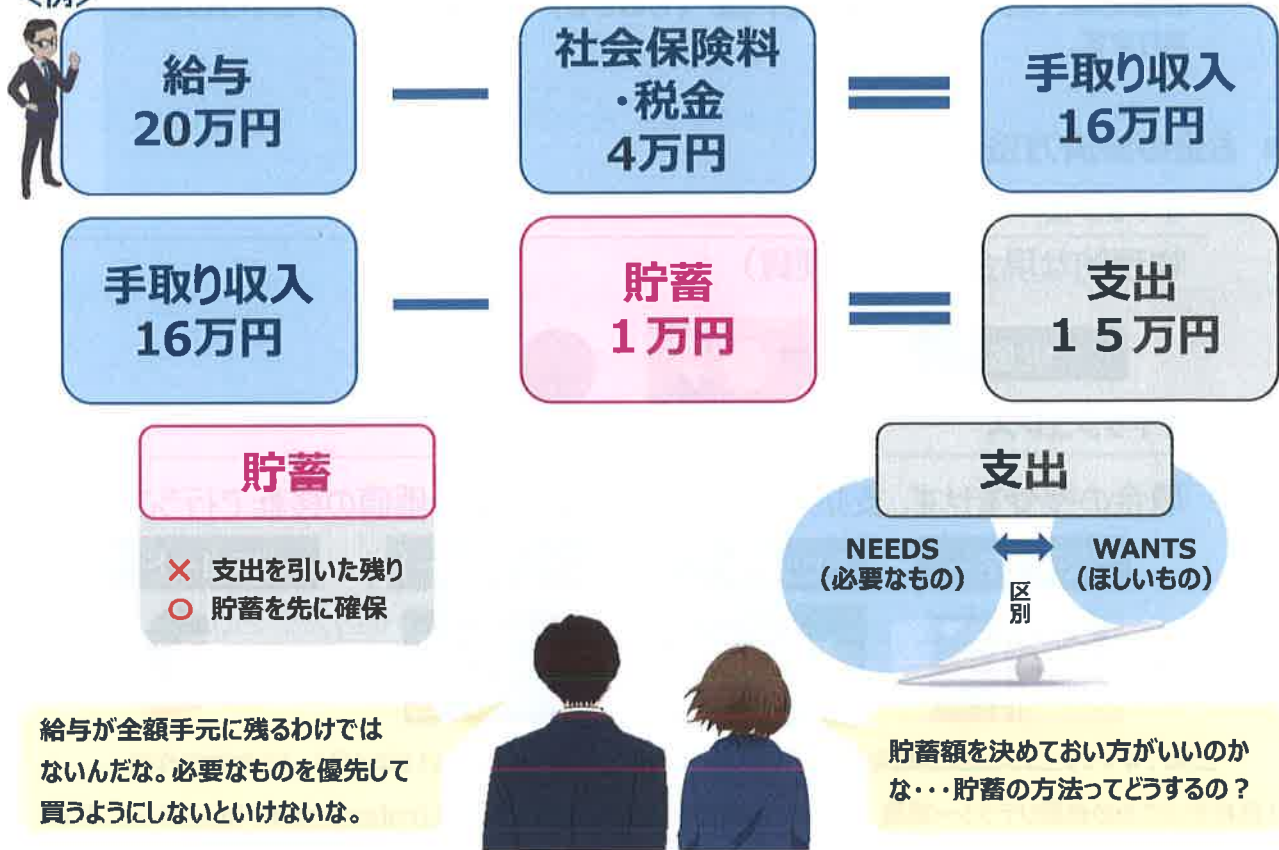 <例>
給与
20万円
社会保険料
・税金
4万円
手取り収入
16万円
手取り収入
16万円
貯蓄
1万円
支出
15万円
貯蓄
× 支出を引いた残り
○ 貯蓄を先に確保
支出
NEEDS
(必要なもの)
区別
WANTS
(ほしいもの)
給与が全額手元に残るわけでは
ないんだな。必要なものを優先して
買うようにしないといけないな。
貯蓄額を決めておい方がいいのか
な・・・貯蓄の方法ってどうするの？